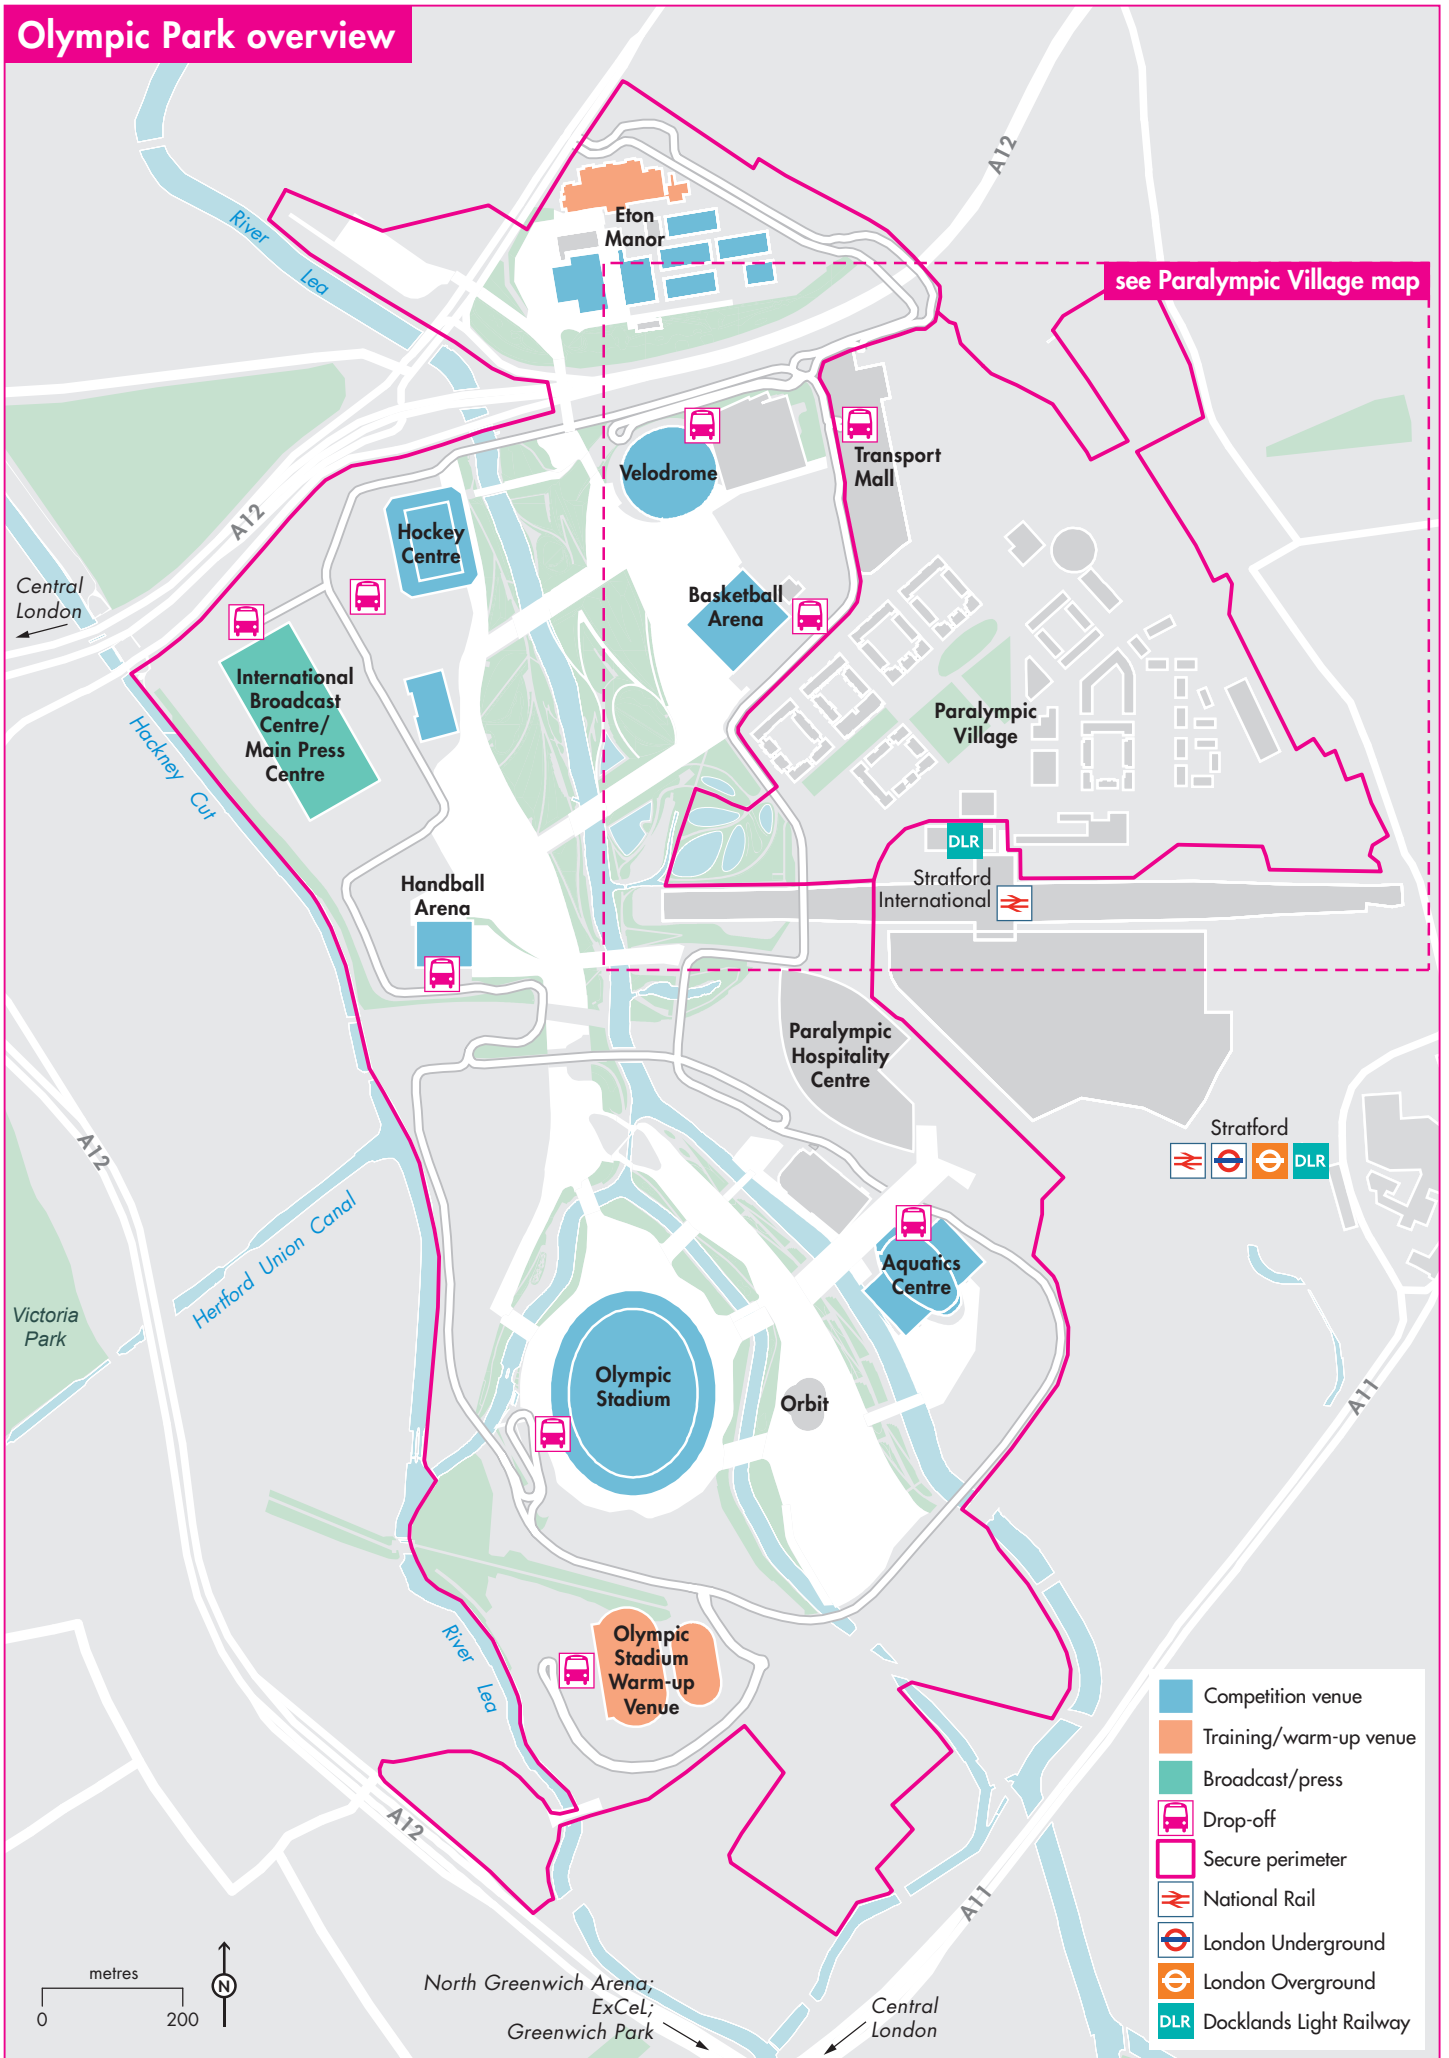 Olympic Park overview
A12
River
Lea
Eton
Manor
see Paralympic Village map
Velodrome
Transport
Mall
A12
Hockey
Centre
Central
London
Basketball
Arena
International
Broadcast
Centre/
Main Press
Centre
Hackney Cut
Paralympic
Village
DLR
Stratford
International
Handball
Arena
Paralympic
Hospitality
Centre
A12
Stratford
DLR
Hertford Union Canal
Victoria
Park
Aquatics
Centre
Olympic
Stadium
Orbit
A11
River
Lea
Olympic
Stadium
Warm-up
Venue
A12
A11
Competition venue
Training/warm-up venue
Broadcast/press
Drop-off
Secure perimeter
National Rail
London Underground
London Overground
DLR Docklands Light Railway
metres
0 200
N
North Greenwich Arena;
ExCeL;
Greenwich Park
Central
London